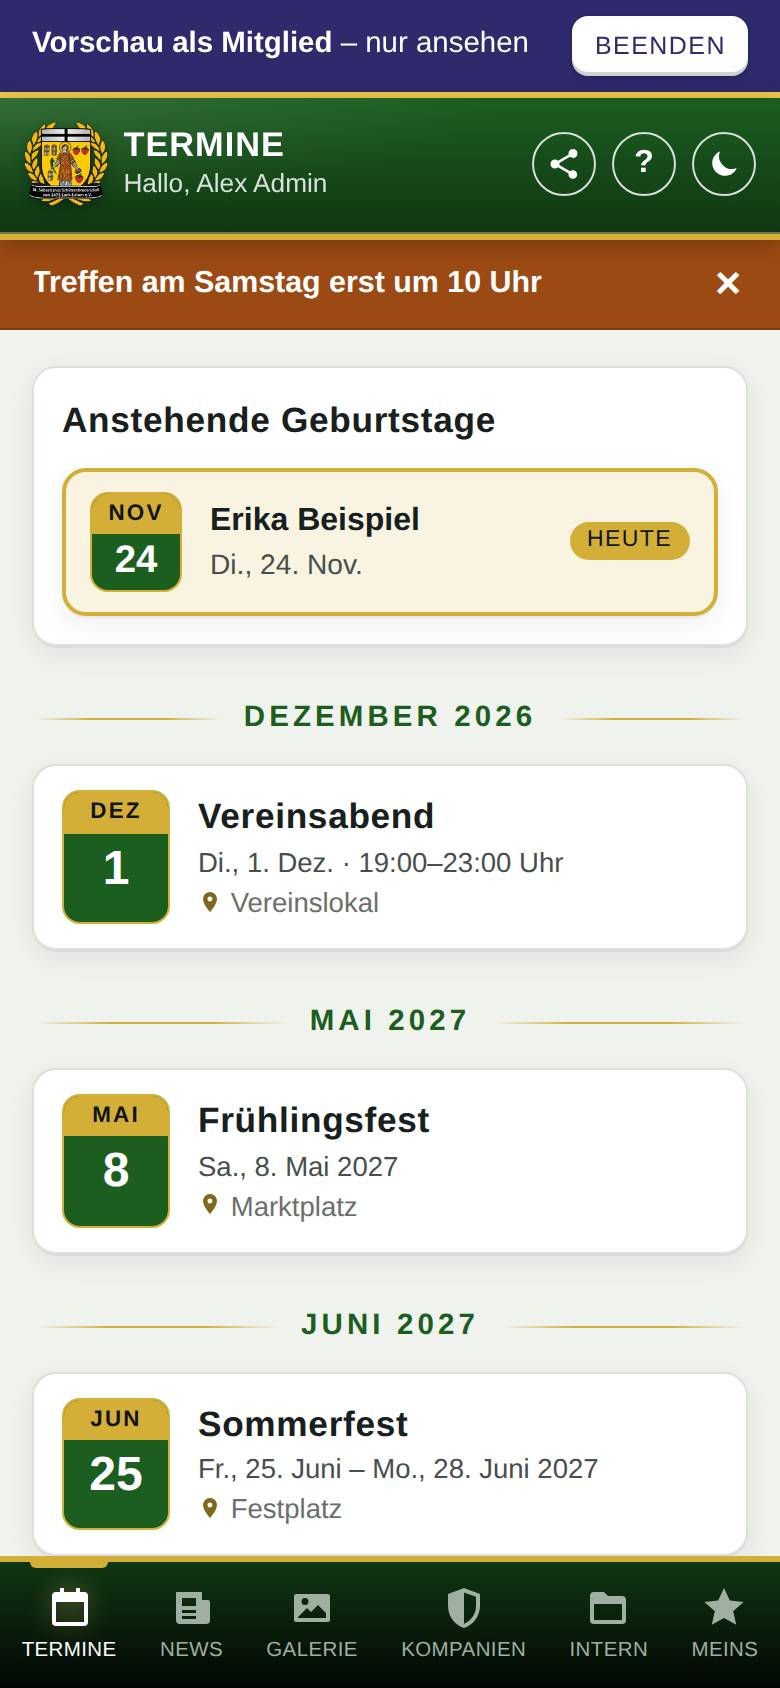 Vorschau als Mitglied – nur ansehen
BEENDEN
TERMINE
Hallo, Alex Admin
?
Treffen am Samstag erst um 10 Uhr
×
Anstehende Geburtstage
NOV
24
Erika Beispiel
Di., 24. Nov.
HEUTE
DEZEMBER 2026
DEZ
1
Vereinsabend
Di., 1. Dez. · 19:00–23:00 Uhr
Vereinslokal
MAI 2027
MAI
8
Frühlingsfest
Sa., 8. Mai 2027
Marktplatz
JUNI 2027
JUN
25
Sommerfest
Fr., 25. Juni – Mo., 28. Juni 2027
Festplatz
TERMINE
NEWS
GALERIE
KOMPANIEN
INTERN
MEINS